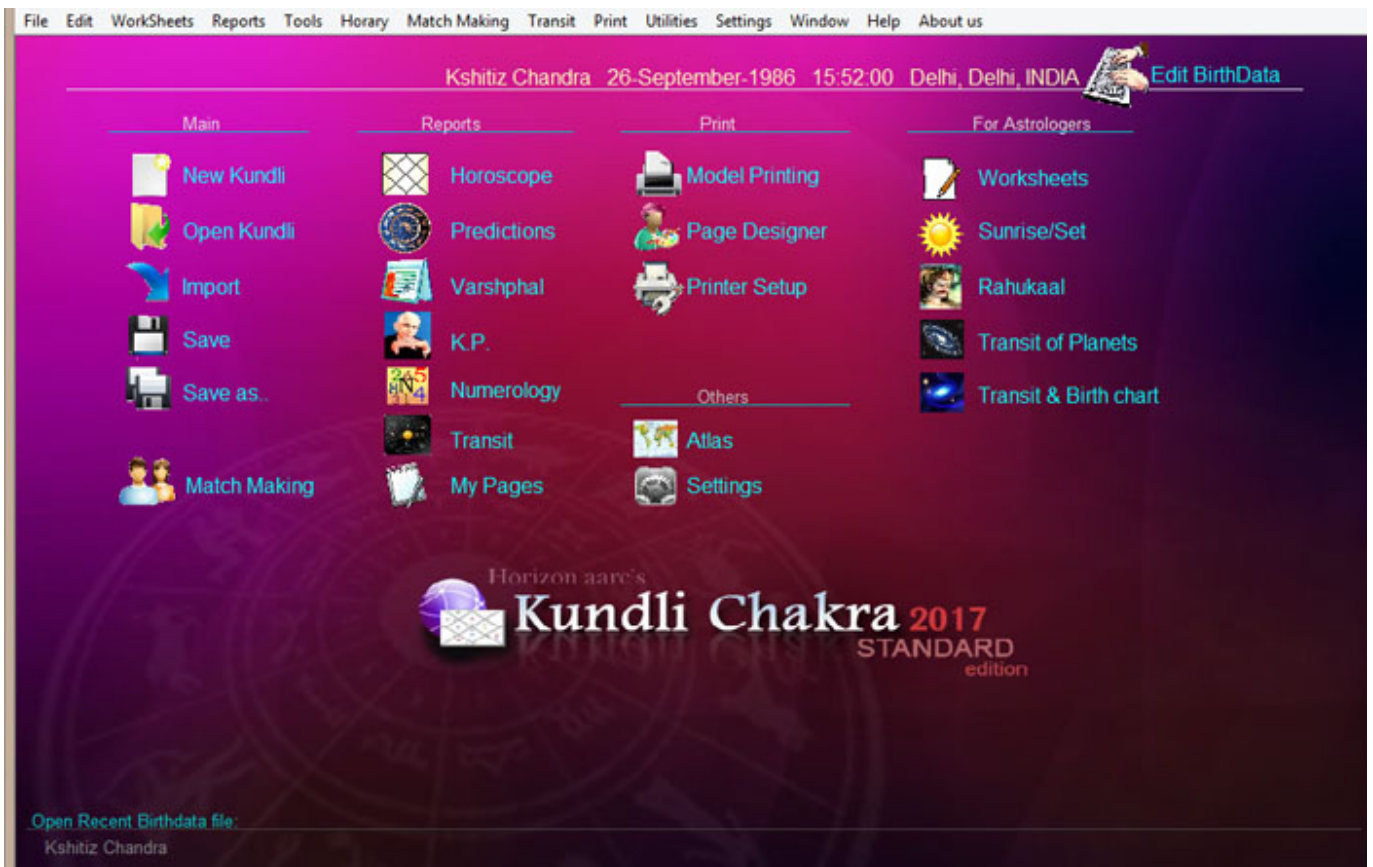 File Edit WorkSheets Reports Tools Horary Match Making Transit Print Utilities Settings Window Help About us
Kshitiz Chandra 26-September-1986 15:52:00 Delhi, Delhi, INDIA Edit BirthData
Main
New Kundli
Open Kundli
Import
Save
Save as..
Match Making
Reports
Horoscope
Predictions
Varshphal
K.P.
Numerology
Transit
My Pages
Print
Model Printing
Page Designer
Printer Setup
Others
Atlas
Settings
For Astrologers
Worksheets
Sunrise/Set
Rahukaal
Transit of Planets
Transit & Birth chart
Horizon aarc's
Kundli Chakra 2017
STANDARD
edition
Open Recent Birthdata file:
Kshitiz Chandra